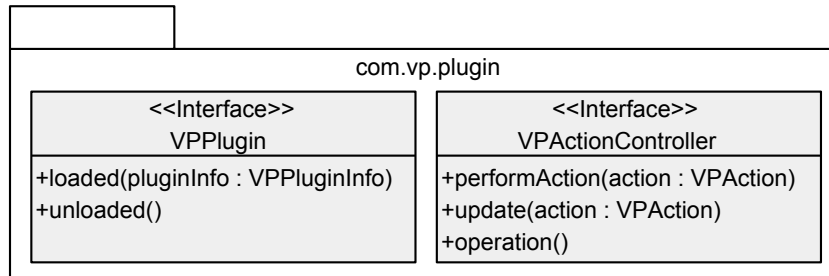 com.vp.plugin
<<Interface>>
VPPlugin
+loaded(pluginInfo : VPPluginInfo)
+unloaded()
<<Interface>>
VPActionController
+performAction(action : VPAction)
+update(action : VPAction)
+operation()